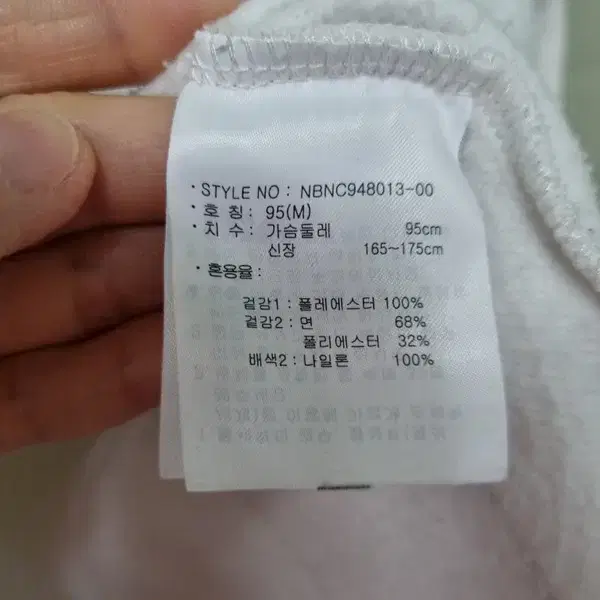 · STYLE NO : NBNC948013-00
· 호 칭 : 95(M)
· 치 수 : 가슴둘레 95cm
신장 165~175cm
· 혼용율 :
겉감1 : 폴레에스터 100%
겉감2 : 면 68%
폴리에스터 32%
배색2 : 나일론 100%